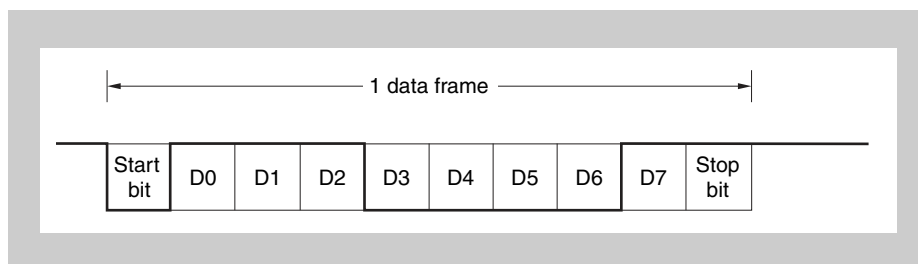 1 data frame
Start
bit
D0
D1
D2
D3
D4
D5
D6
D7
Stop
bit